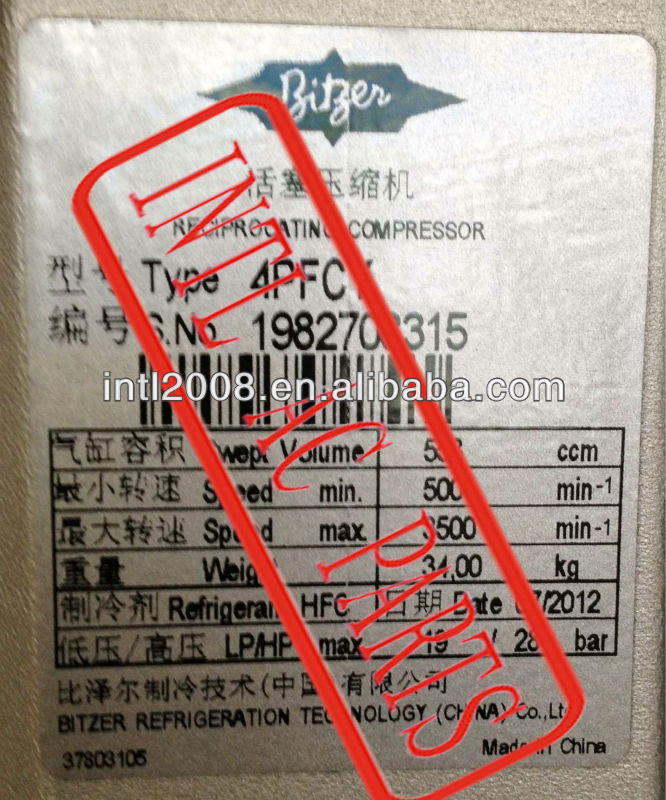 Bitzer
活塞压缩机
RECIPROCATING COMPRESSOR
型号 Type 4PFCY
编号 S.No.
intl2008.en.alibaba.com
气缸容积 Swept Volume ccm
最小转速 Speed min. 500 min-1
最大转速 Speed max. min-1
重量 Weight 34,00 kg
制冷剂 Refrigerant HFC 日期 Date 07/2012
低压/高压 LP/HP max. 19 / 28 bar
比泽尔制冷技术(中国)有限公司
BITZER REFRIGERATION TECHNOLOGY (CHINA) Co.,Ltd
37803105 Made in China
INTL AC PARTS